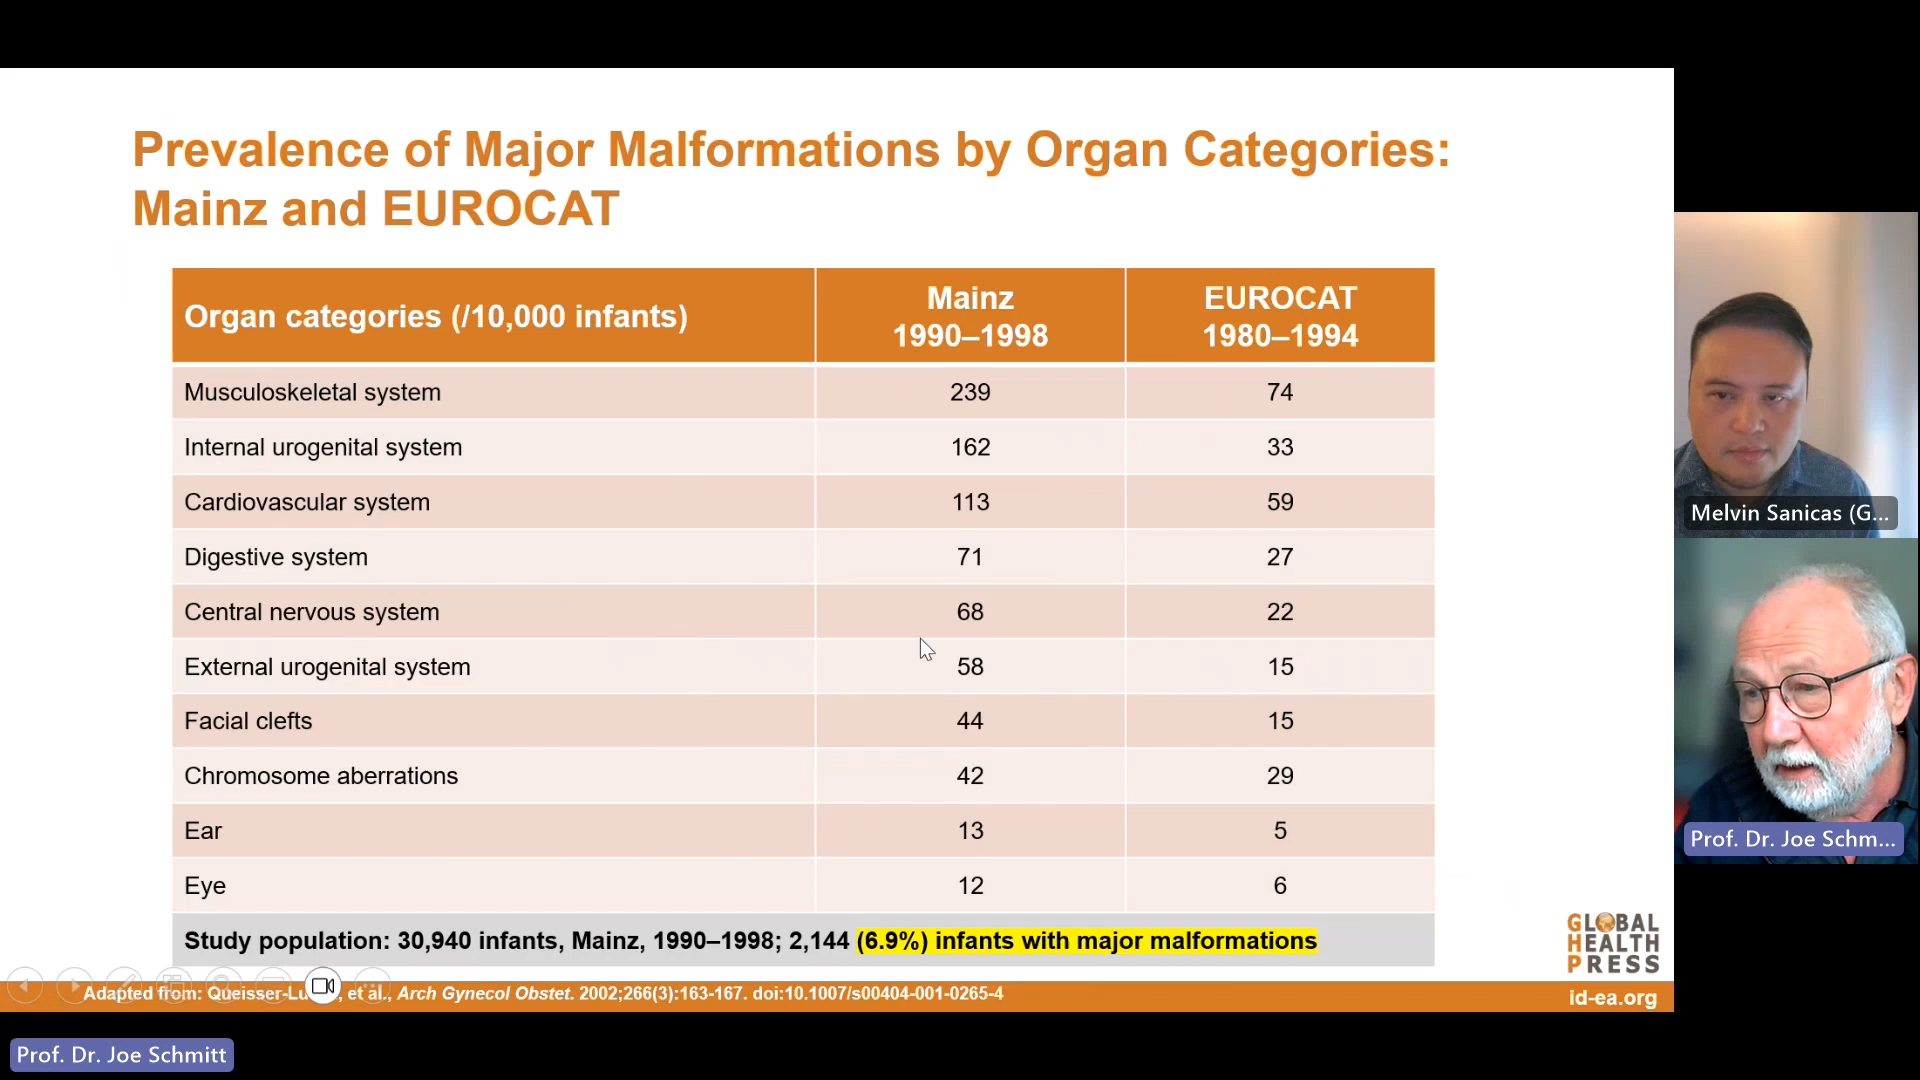 Prevalence of Major Malformations by Organ Categories:
Mainz and EUROCAT
Organ categories (/10,000 infants)
Mainz
1990–1998
EUROCAT
1980–1994
Musculoskeletal system 239 74
Internal urogenital system 162 33
Cardiovascular system 113 59
Digestive system 71 27
Central nervous system 68 22
External urogenital system 58 15
Facial clefts 44 15
Chromosome aberrations 42 29
Ear 13 5
Eye 12 6
Study population: 30,940 infants, Mainz, 1990–1998; 2,144 (6.9%) infants with major malformations
Adapted from: et al., Arch Gynecol Obstet. 2002;266(3):163-167. doi:10.1007/s00404-001-0265-4
GLOBAL
HEALTH
PRESS
id-ea.org
Melvin Sanicas (G...
Prof. Dr. Joe Schm...
Prof. Dr. Joe Schmitt